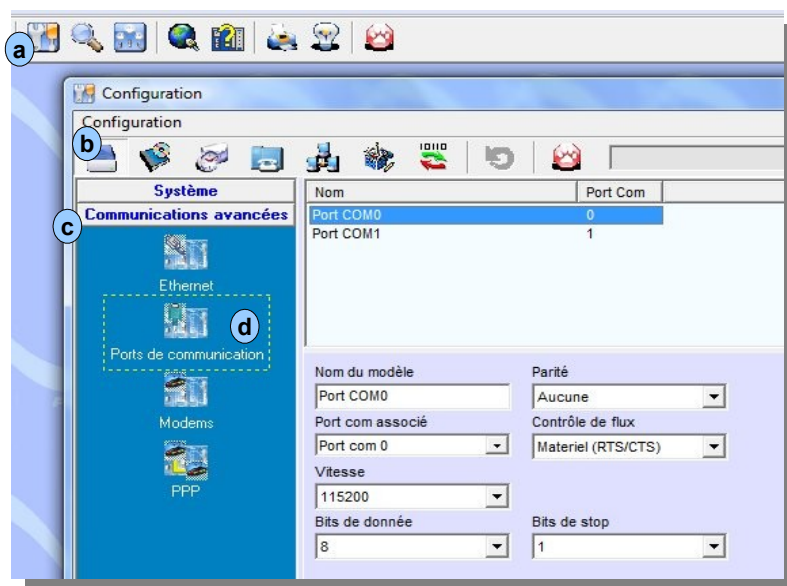 a
Configuration
Configuration
b
10110
Système
Communications avancées
c
Ethernet
d
Ports de communication
Modems
PPP
Nom Port Com
Port COM0 0
Port COM1 1
Nom du modèle Parité
Port COM0 Aucune
Port com associé Contrôle de flux
Port com 0 Materiel (RTS/CTS)
Vitesse
115200
Bits de donnée Bits de stop
8 1